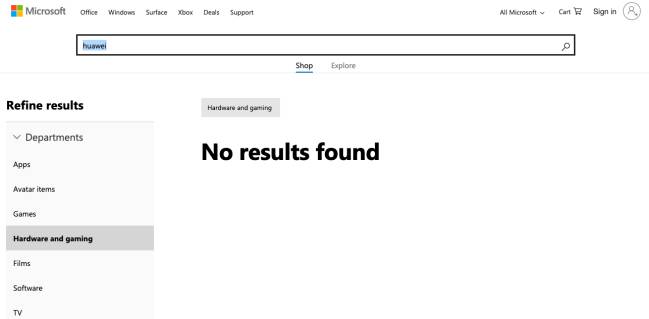 Microsoft Office Windows Surface Xbox Deals Support All Microsoft Cart Sign in
huawei
Shop Explore
Refine results
Hardware and gaming
Departments
No results found
Apps
Avatar items
Games
Hardware and gaming
Films
Software
TV